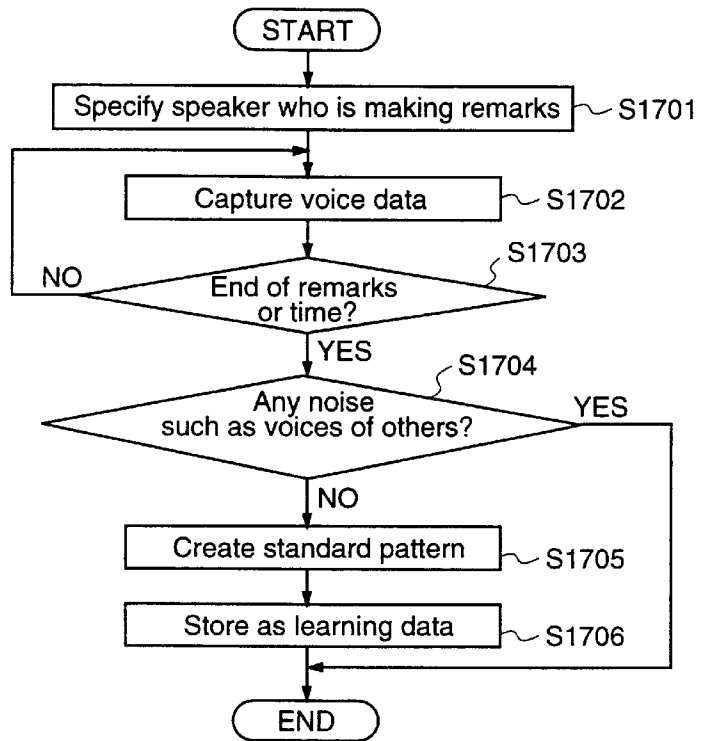 START
Specify speaker who is making remarks
S1701
Capture voice data
S1702
S1703
NO
End of remarks
or time?
YES
S1704
Any noise
such as voices of others?
YES
NO
Create standard pattern
S1705
Store as learning data
S1706
END